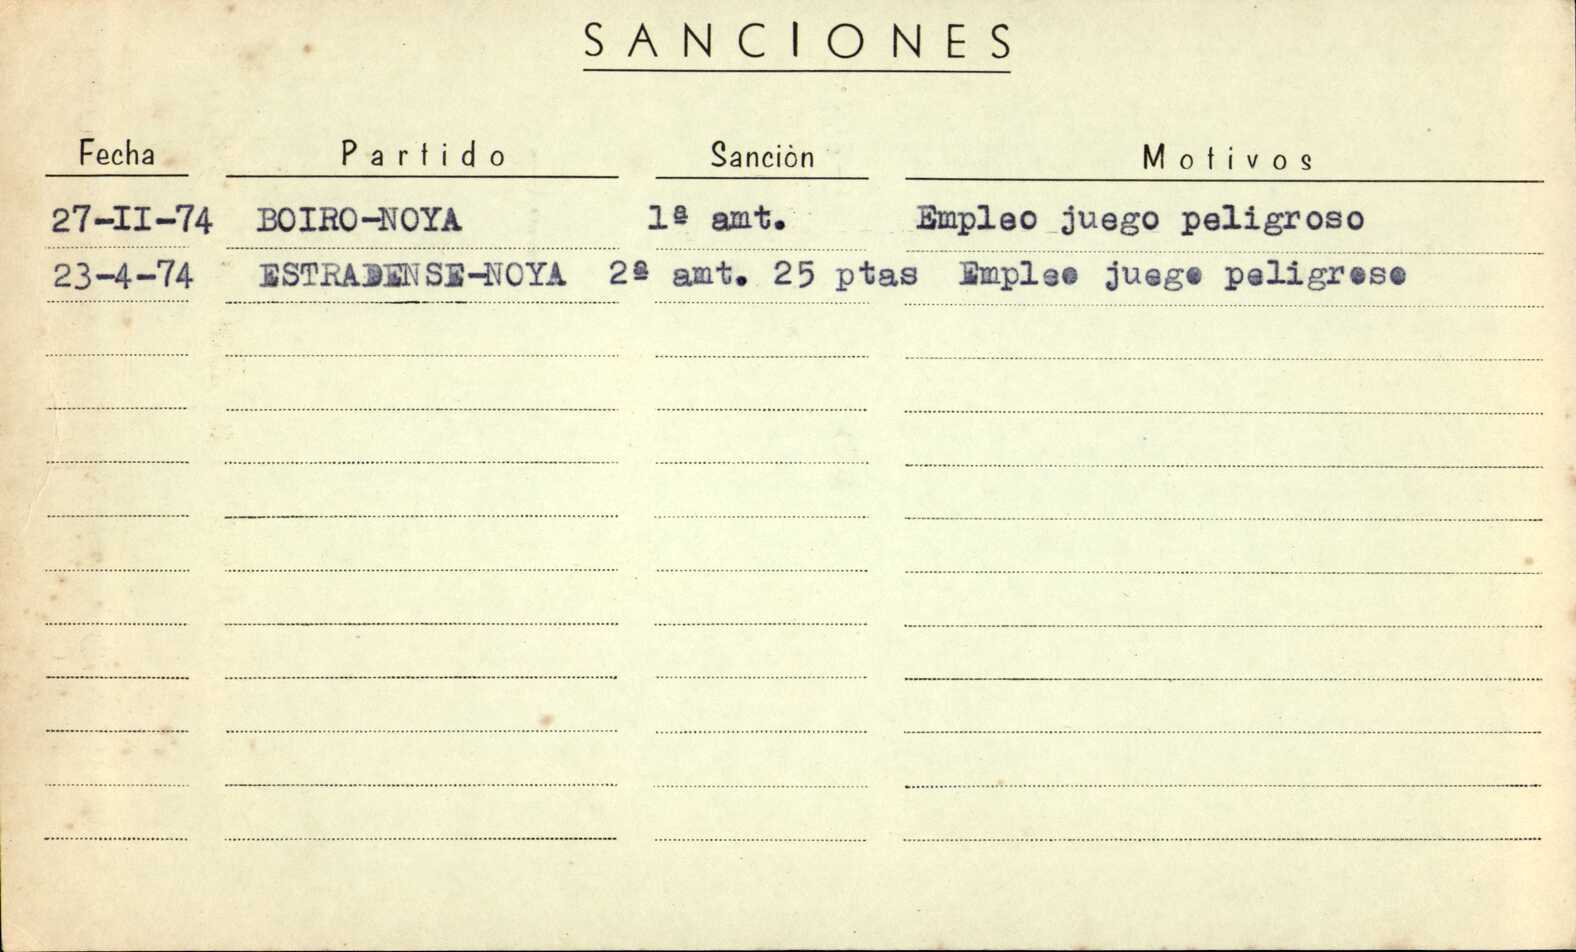 SANCIONES
Fecha Partido Sanciòn Motivos
27-II-74 BOIRO-NOYA 1ª amt. Empleo juego peligroso
23-4-74 ESTRADENSE-NOYA 2ª amt. 25 ptas Empleo juego peligroso